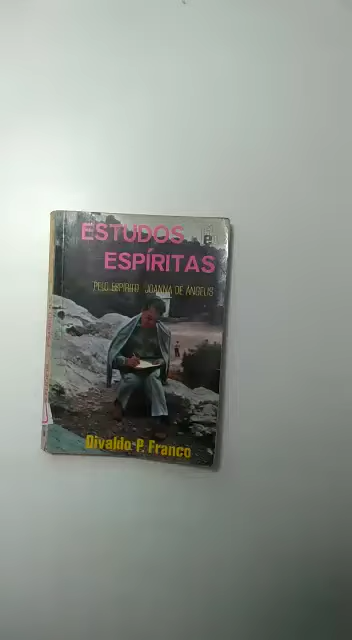 ESTUDOS
ESPÍRITAS
PELO ESPÍRITO JOANNA DE ÂNGELIS
Divaldo P. Franco